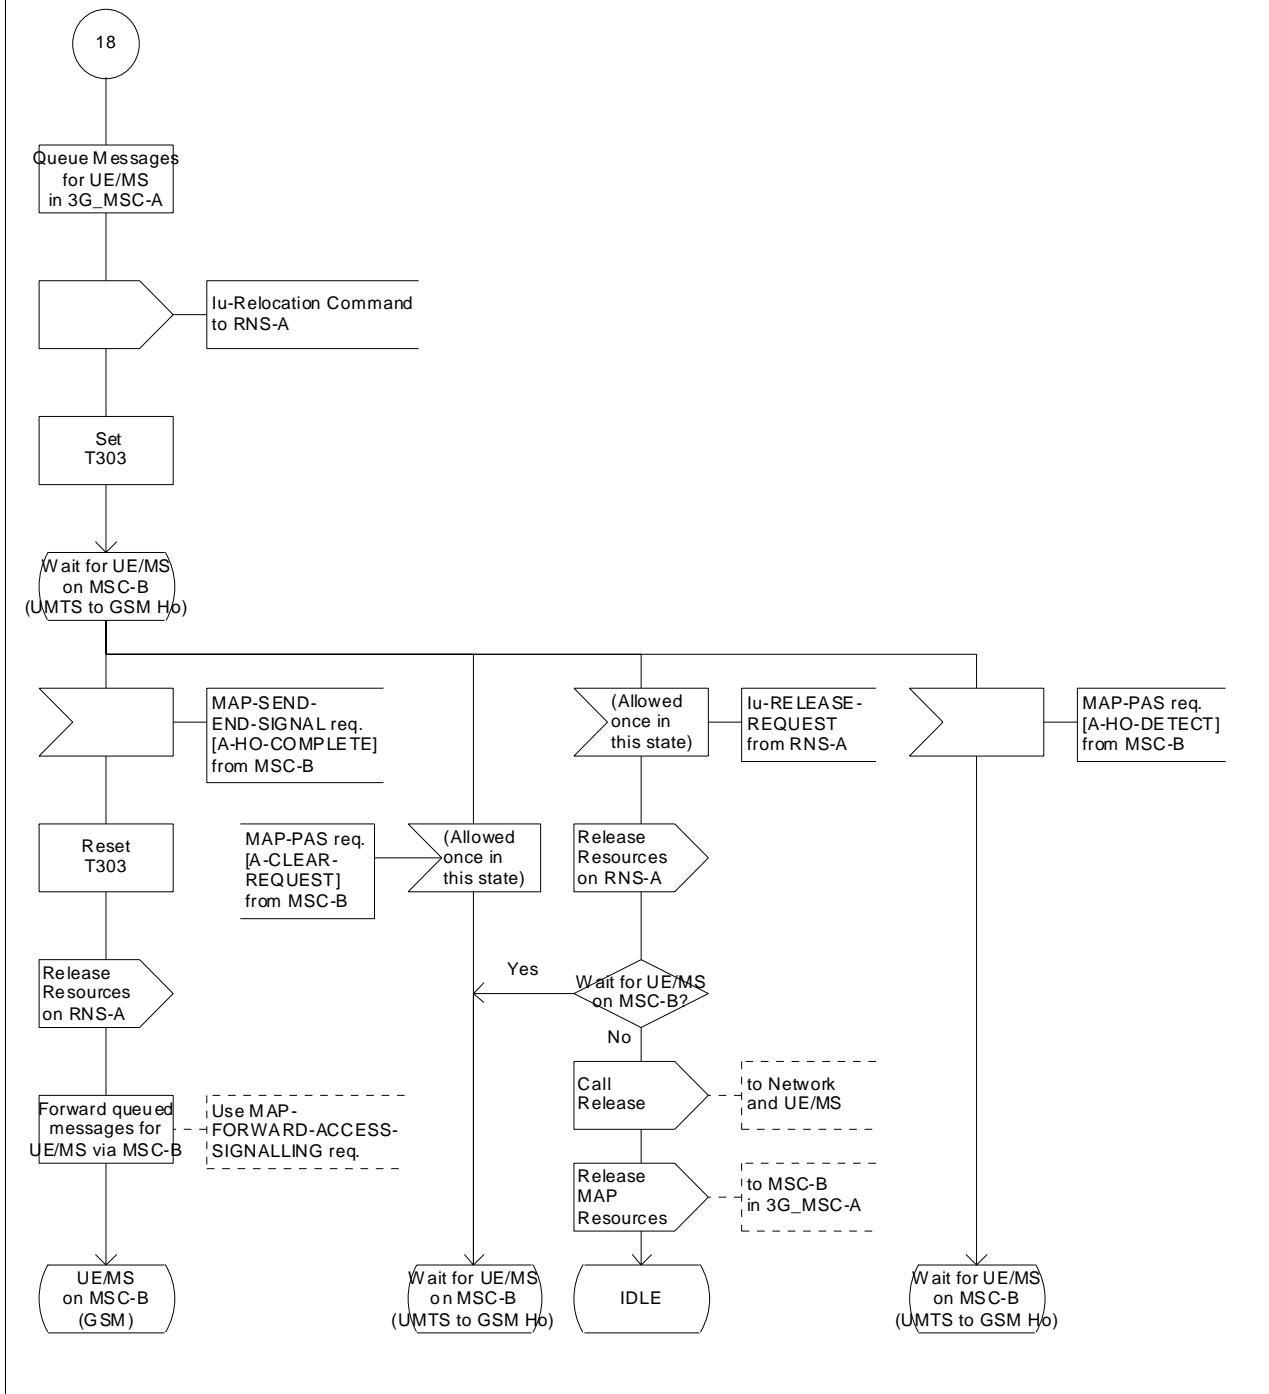 18
Queue Messages
for UE/MS
in 3G_MSC-A
Iu-Relocation Command
to RNS-A
Set
T303
Wait for UE/MS
on MSC-B
(UMTS to GSM Ho)
MAP-SEND-
END-SIGNAL req.
[A-HO-COMPLETE]
from MSC-B
(Allowed
once in
this state)
Iu-RELEASE-
REQUEST
from RNS-A
MAP-PAS req.
[A-HO-DETECT]
from MSC-B
Reset
T303
MAP-PAS req.
[A-CLEAR-
REQUEST]
from MSC-B
(Allowed
once in
this state)
Release
Resources
on RNS-A
Release
Resources
on RNS-A
Yes
Wait for UE/MS
on MSC-B?
No
Forward queued
messages for
UE/MS via MSC-B
Use MAP-
FORWARD-ACCESS-
SIGNALLING req.
Call
Release
to Network
and UE/MS
Release
MAP
Resources
to MSC-B
in 3G_MSC-A
UE/MS
on MSC-B
(GSM)
Wait for UE/MS
on MSC-B
(UMTS to GSM Ho)
IDLE
Wait for UE/MS
on MSC-B
(UMTS to GSM Ho)